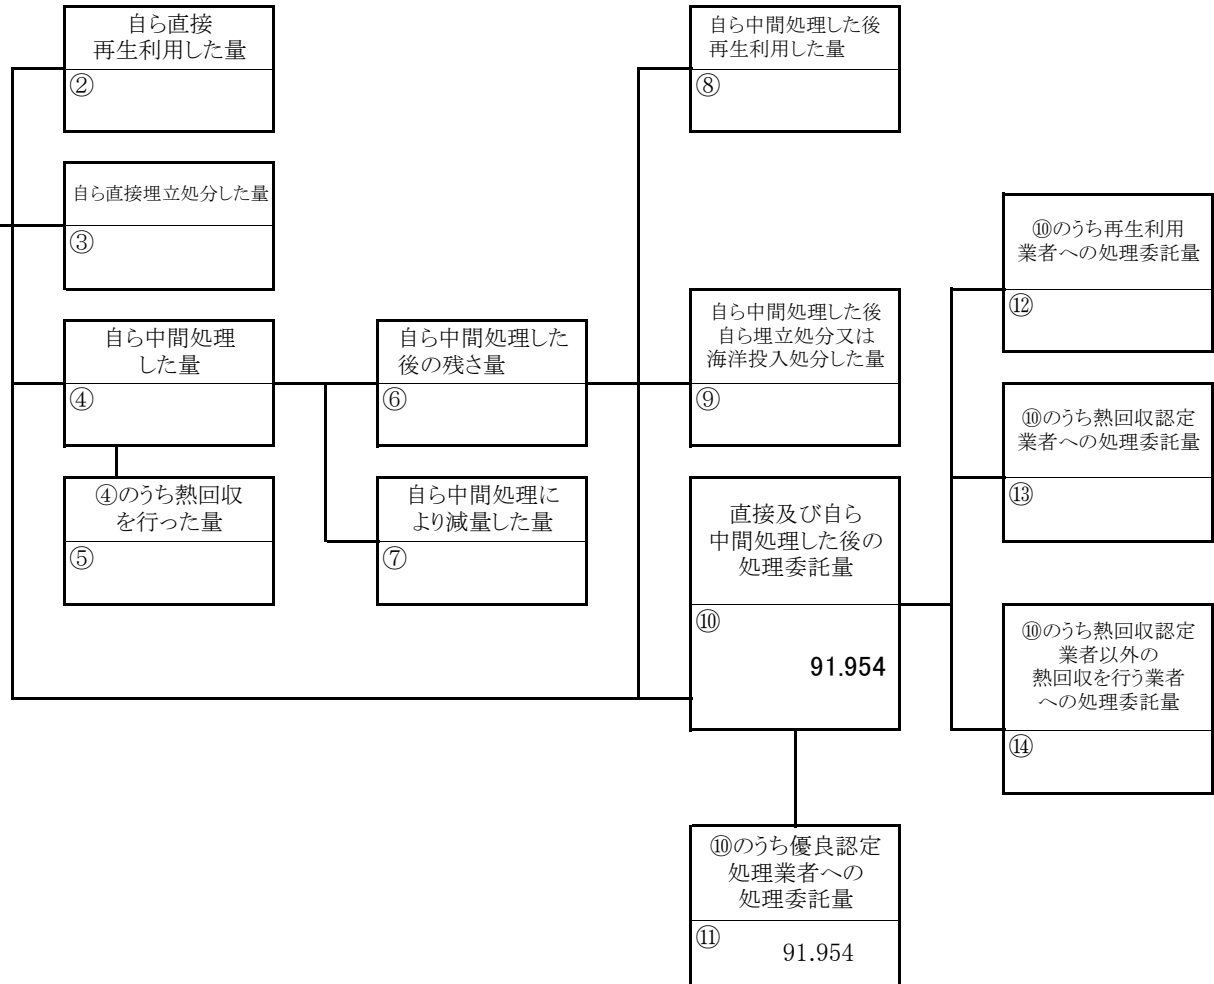 自ら直接
再生利用した量
②
自ら中間処理した後
再生利用した量
⑧
自ら直接埋立処分した量
③
⑩のうち再生利用
業者への処理委託量
⑫
自ら中間処理
した量
④
自ら中間処理した
後の残さ量
⑥
自ら中間処理した後
自ら埋立処分又は
海洋投入処分した量
⑨
⑩のうち熱回収認定
業者への処理委託量
⑬
④のうち熱回収
を行った量
⑤
自ら中間処理に
より減量した量
⑦
直接及び自ら
中間処理した後の
処理委託量
⑩
91.954
⑩のうち熱回収認定
業者以外の
熱回収を行う業者
への処理委託量
⑭
⑩のうち優良認定
処理業者への
処理委託量
⑪ 91.954